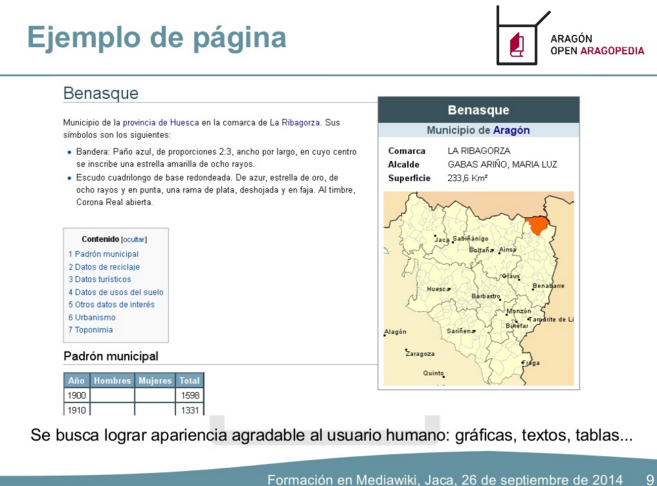 Ejemplo de página
ARAGÓN
OPEN ARAGOPEDIA
Benasque
Municipio de la provincia de Huesca en la comarca de La Ribagorza. Sus
símbolos son los siguientes:
Bandera: Paño azul, de proporciones 2:3, ancho por largo, en cuyo centro
se inscribe una estrella amarilla de ocho rayos.
Escudo cuadrilongo de base redondeada. De azur, estrella de oro, de
ocho rayos y en punta, una rama de plata, deshojada y en faja. Al timbre,
Corona Real abierta.
Contenido [ocultar]
1 Padrón municipal
2 Datos de reciclaje
3 Datos turísticos
4 Datos de usos del suelo
5 Otros datos de interés
6 Urbanismo
7 Toponimia
Padrón municipal
Año Hombres Mujeres Total
1900 1598
1910 1331
Benasque
Municipio de Aragón
Comarca LA RIBAGORZA
Alcalde GABAS ARIÑO, MARIA LUZ
Superficie 233,6 Km²
Jaca Sabiñánigo
Boltaña Ainsa
Graus
Huesca Benabarre
Barbastro
Monzón
Tamarite de Li
Binéfar
Alagón Sariñena
Zaragoza
Fraga
Quinto
Se busca lograr apariencia agradable al usuario humano: gráficas, textos, tablas...
Formación en Mediawiki, Jaca, 26 de septiembre de 2014 9